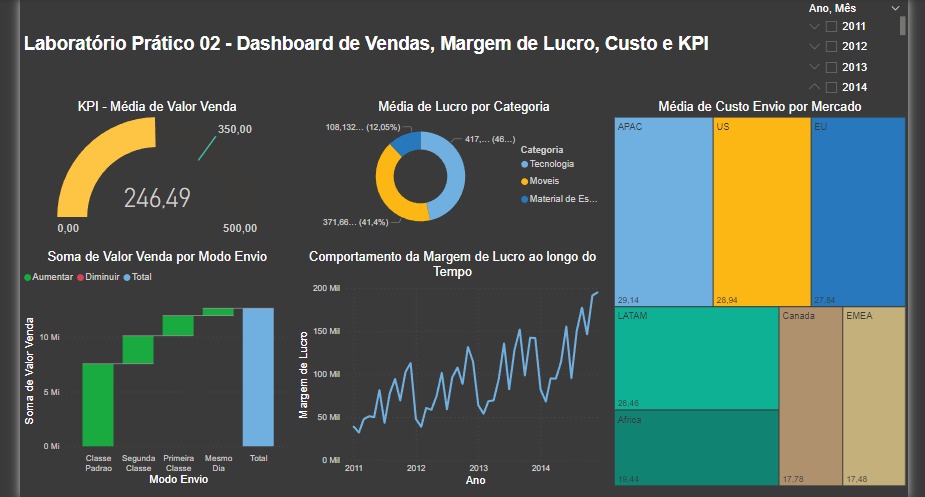 Ano, Mês
2011
2012
2013
2014
Laboratório Prático 02 - Dashboard de Vendas, Margem de Lucro, Custo e KPI
KPI - Média de Valor Venda
350,00
246,49
0,00
500,00
Média de Lucro por Categoria
108,132... (12,05%)
417,... (46...)
371,66... (41,4%)
Categoria
Tecnologia
Moveis
Material de Es...
Média de Custo Envio por Mercado
APAC
29,14
US
28,94
EU
27,84
LATAM
26,46
Africa
19,44
Canada
17,78
EMEA
17,48
Soma de Valor Venda por Modo Envio
Aumentar
Diminuir
Total
Soma de Valor Venda
10 Mi
5 Mi
0 Mi
Classe
Padrao
Segunda
Classe
Primeira
Classe
Mesmo
Dia
Total
Modo Envio
Comportamento da Margem de Lucro ao longo do
Tempo
Margem de Lucro
200 Mil
150 Mil
100 Mil
50 Mil
0 Mil
2011
2012
2013
2014
Ano